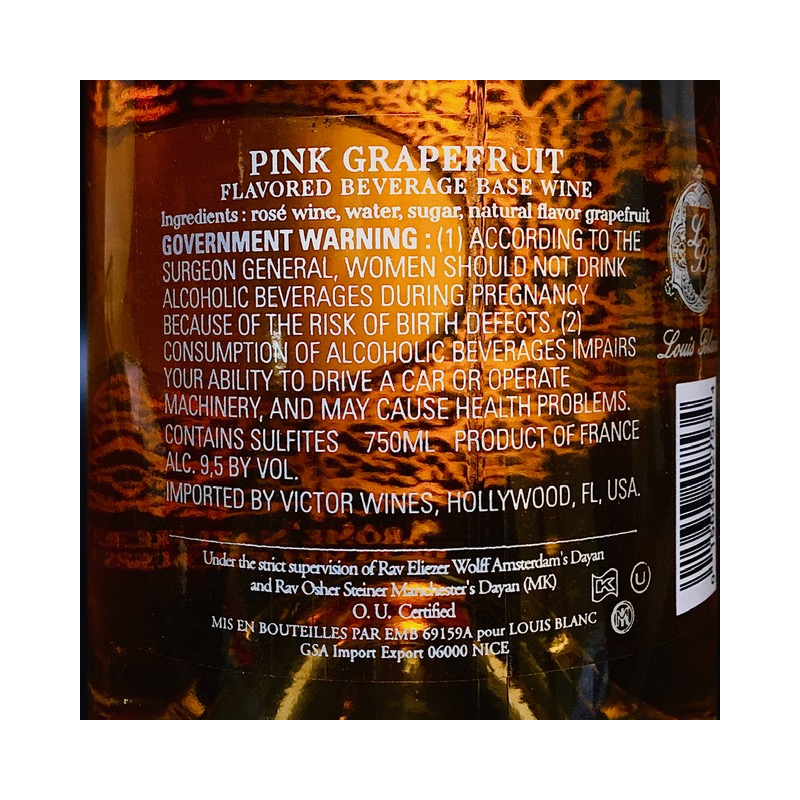 PINK GRAPEFRUIT
FLAVORED BEVERAGE BASE WINE
Ingredients : rosé wine, water, sugar, natural flavor grapefruit
GOVERNMENT WARNING : (1) ACCORDING TO THE
SURGEON GENERAL, WOMEN SHOULD NOT DRINK
ALCOHOLIC BEVERAGES DURING PREGNANCY
BECAUSE OF THE RISK OF BIRTH DEFECTS. (2)
CONSUMPTION OF ALCOHOLIC BEVERAGES IMPAIRS
YOUR ABILITY TO DRIVE A CAR OR OPERATE
MACHINERY, AND MAY CAUSE HEALTH PROBLEMS.
CONTAINS SULFITES 750ML PRODUCT OF FRANCE
ALC. 9,5 BY VOL.
IMPORTED BY VICTOR WINES, HOLLYWOOD, FL, USA.
Under the strict supervision of Rav Eliezer Wolff Amsterdam's Dayan
and Rav Osher Steiner Manchester's Dayan (MK)
O. U. Certified
MIS EN BOUTEILLES PAR EMB 69159A pour LOUIS BLANC
GSA Import Export 06000 NICE
K U
MK
L B
Louis